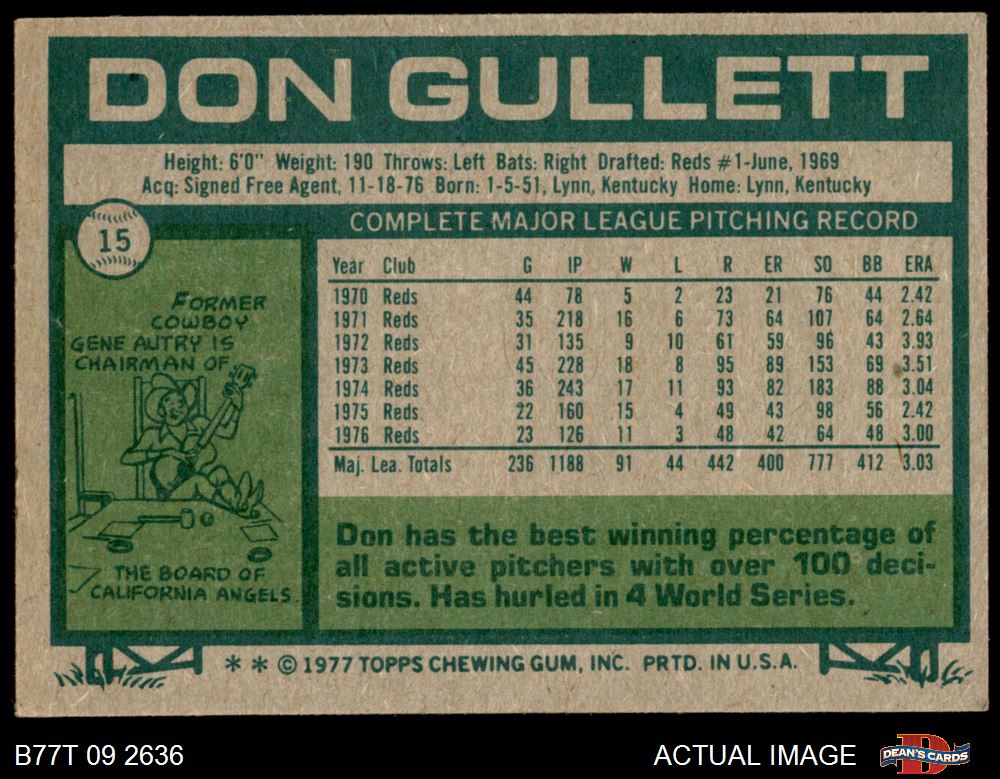 DON GULLETT
Height: 6'0" Weight: 190 Throws: Left Bats: Right Drafted: Reds #1-June, 1969
Acq: Signed Free Agent, 11-18-76 Born: 1-5-51, Lynn, Kentucky Home: Lynn, Kentucky
15
COMPLETE MAJOR LEAGUE PITCHING RECORD
Year Club G IP W L R ER SO BB ERA
1970 Reds 44 78 5 2 23 21 76 44 2.42
1971 Reds 35 218 16 6 73 64 107 64 2.64
1972 Reds 31 135 9 10 61 59 96 43 3.93
1973 Reds 45 228 18 8 95 89 153 69 3.51
1974 Reds 36 243 17 11 93 82 183 88 3.04
1975 Reds 22 160 15 4 49 43 98 56 2.42
1976 Reds 23 126 11 3 48 42 64 48 3.00
Maj. Lea. Totals 236 1188 91 44 442 400 777 412 3.03
FORMER
COWBOY
GENE AUTRY IS
CHAIRMAN OF
THE BOARD OF
CALIFORNIA ANGELS.
Don has the best winning percentage of
all active pitchers with over 100 deci-
sions. Has hurled in 4 World Series.
* * © 1977 TOPPS CHEWING GUM, INC. PRTD. IN U.S.A.
B77T 09 2636
ACTUAL IMAGE
DEAN'S CARDS